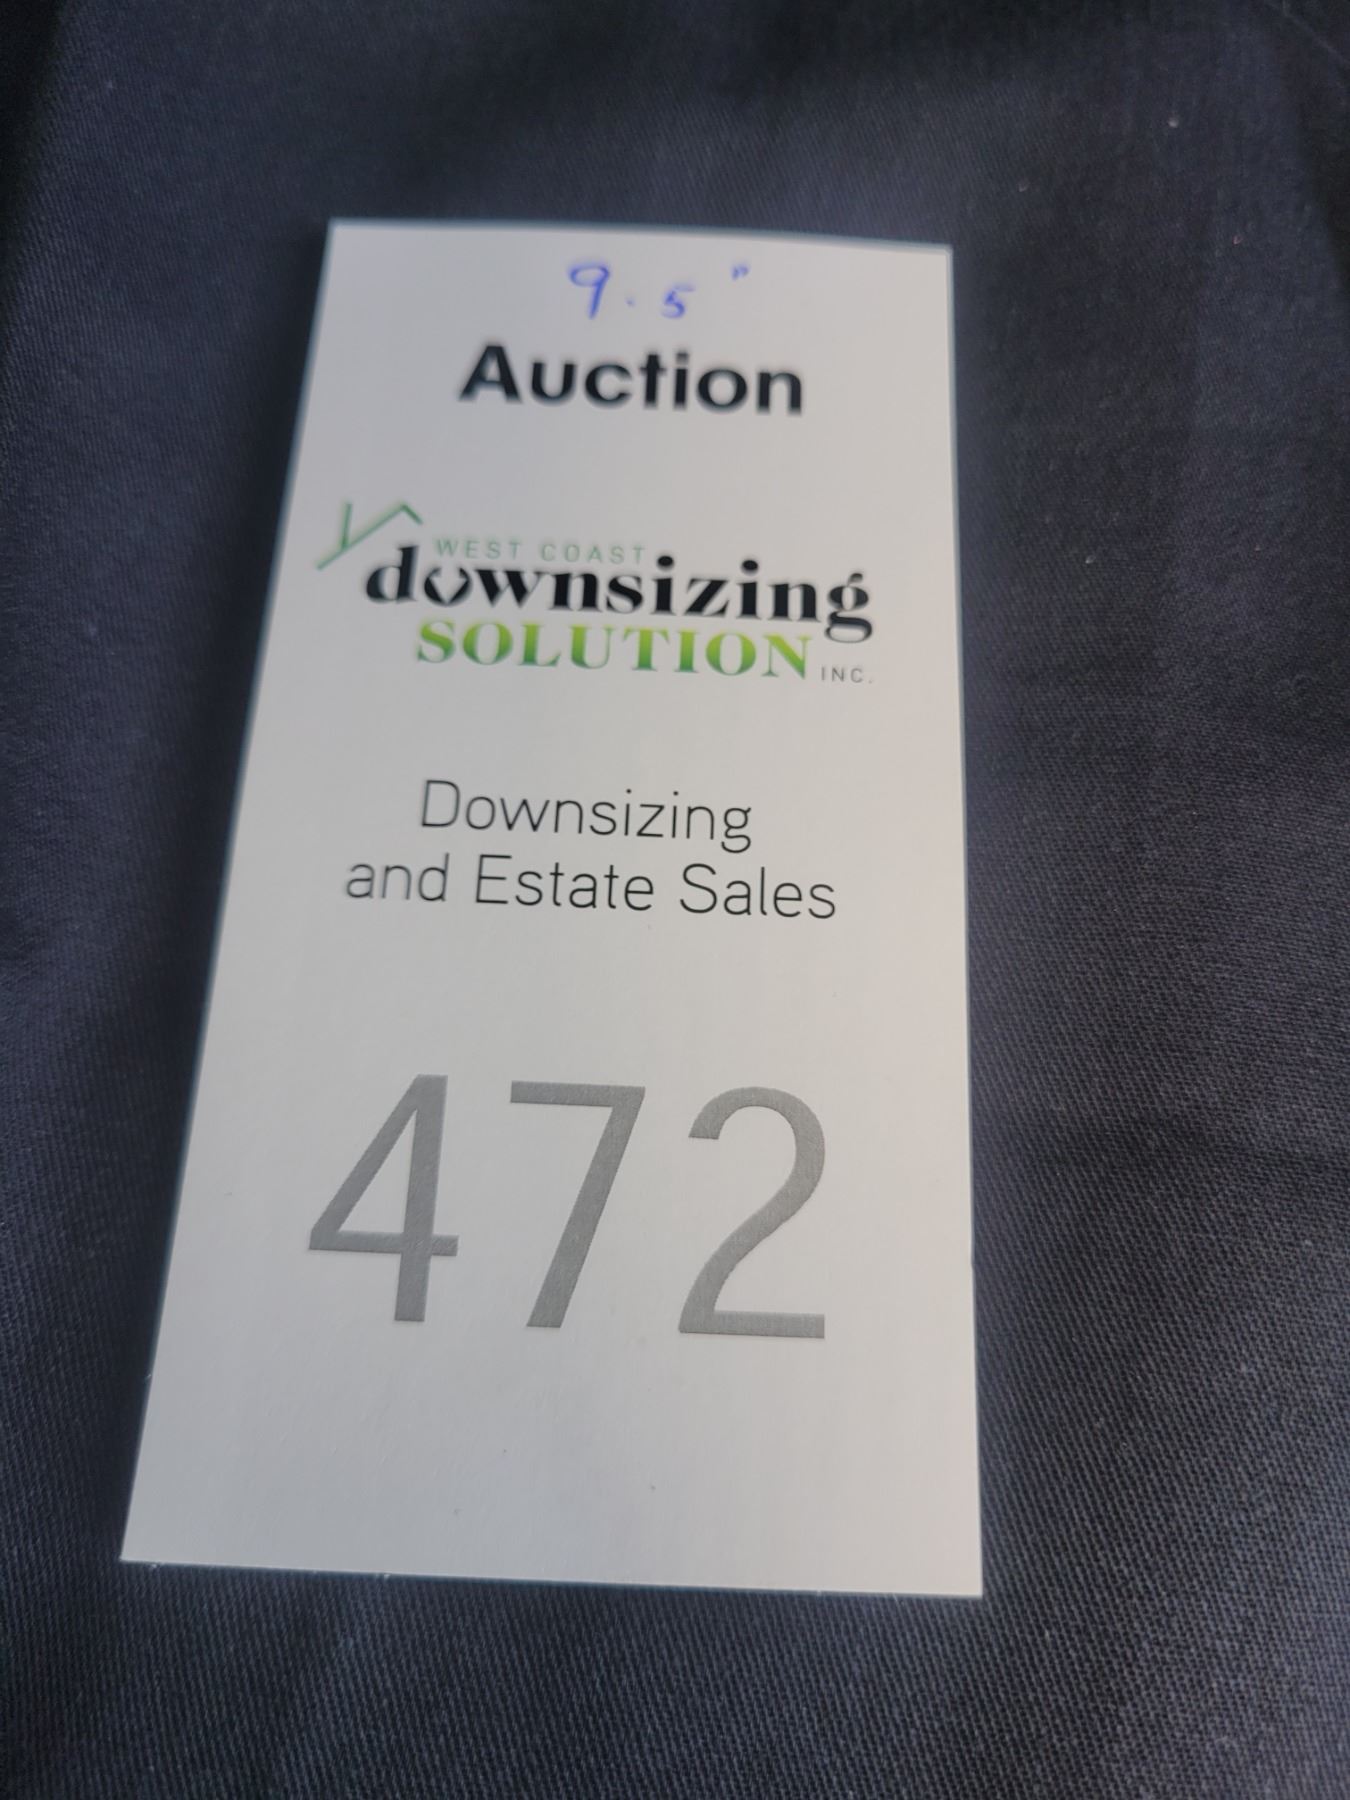 9.5"
Auction
WEST COAST
downsizing
SOLUTION INC.
Downsizing
and Estate Sales
472